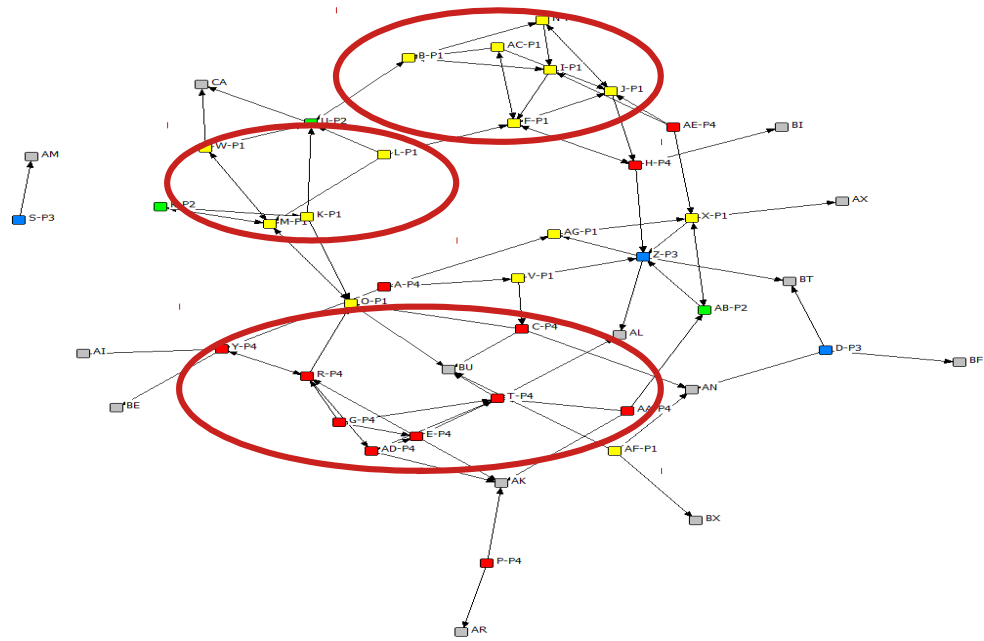 AC-P1
B-P1
I-P1
CA
J-P1
U-P2
F-P1
AE-P4
BI
W-P1
L-P1
AM
H-P4
AX
S-P3
K-P1
X-P1
M-P1
AG-P1
Z-P3
A-P4
V-P1
BT
O-P1
AB-P2
C-P4
AL
AI
Y-P4
D-P3
BF
BU
R-P4
AN
T-P4
BE
AA-P4
G-P4
E-P4
AD-P4
AF-P1
AK
BX
P-P4
AR